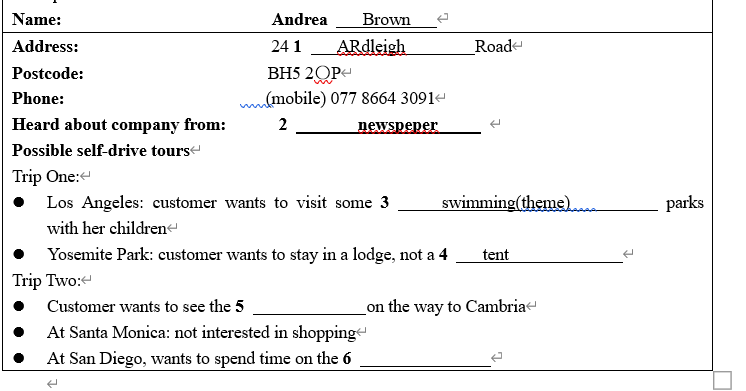 Name: Andrea Brown
Address: 24 1 ARdleigh Road
Postcode: BH5 2OP
Phone: (mobile) 077 8664 3091
Heard about company from: 2 newspeper
Possible self-drive tours
Trip One:
● Los Angeles: customer wants to visit some 3 swimming(theme) parks
with her children
● Yosemite Park: customer wants to stay in a lodge, not a 4 tent
Trip Two:
● Customer wants to see the 5 ____________ on the way to Cambria
● At Santa Monica: not interested in shopping
● At San Diego, wants to spend time on the 6 ____________